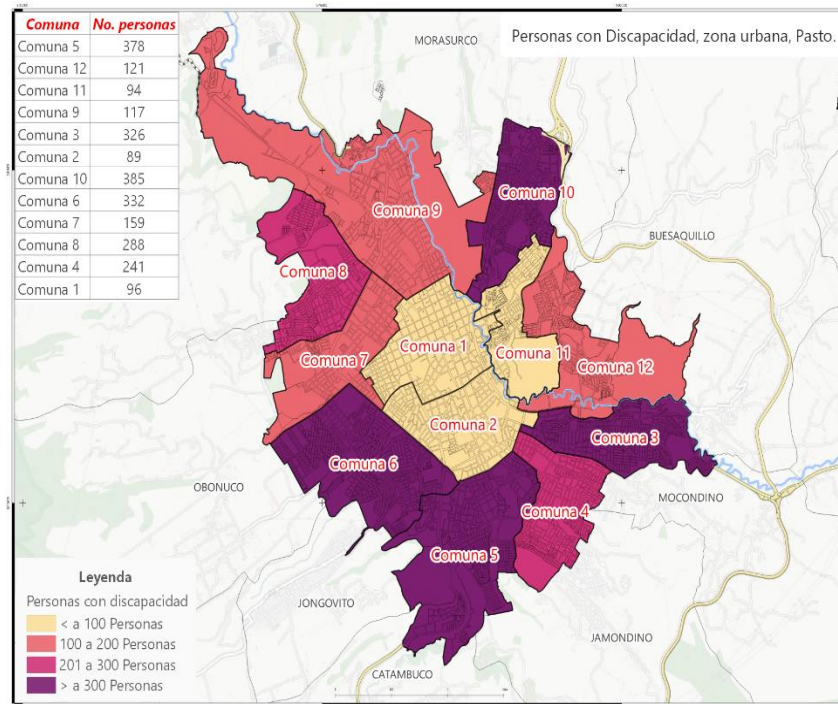 Personas con Discapacidad, zona urbana, Pasto.
Comuna No. personas
Comuna 5 378
Comuna 12 121
Comuna 11 94
Comuna 9 117
Comuna 3 326
Comuna 2 89
Comuna 10 385
Comuna 6 332
Comuna 7 159
Comuna 8 288
Comuna 4 241
Comuna 1 96
MORASURCO
Comuna 10
Comuna 9
BUESAQUILLO
Comuna 8
Comuna 1
Comuna 11
Comuna 7
Comuna 12
Comuna 2
Comuna 3
Comuna 6
OBONUCO
MOCONDINO
Comuna 4
Comuna 5
JONGOVITO
JAMONDINO
CATAMBUCO
Leyenda
Personas con discapacidad
< a 100 Personas
100 a 200 Personas
201 a 300 Personas
> a 300 Personas